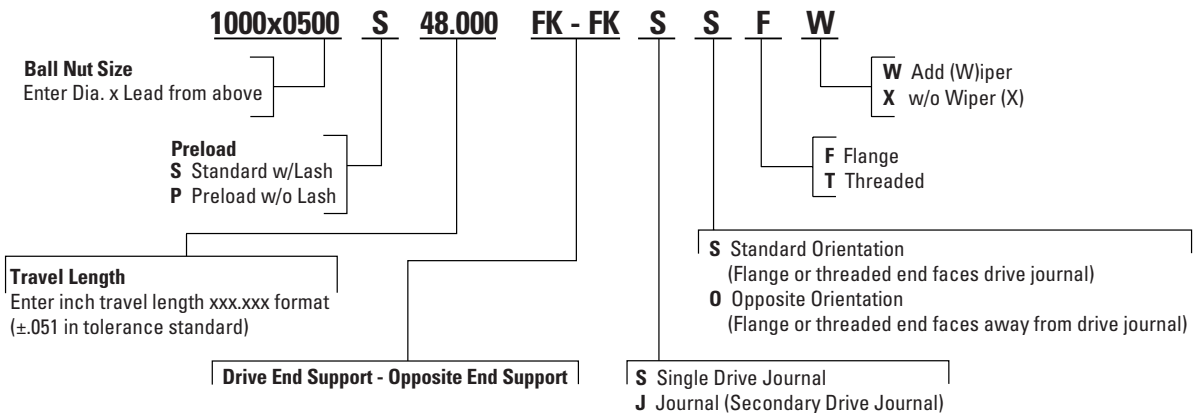 1000x0500 S 48.000 FK - FK S S F W
Ball Nut Size
Enter Dia. x Lead from above
W Add (W)iper
X w/o Wiper (X)
Preload
S Standard w/Lash
P Preload w/o Lash
F Flange
T Threaded
Travel Length
Enter inch travel length xxx.xxx format
(±.051 in tolerance standard)
S Standard Orientation
(Flange or threaded end faces drive journal)
O Opposite Orientation
(Flange or threaded end faces away from drive journal)
Drive End Support - Opposite End Support
S Single Drive Journal
J Journal (Secondary Drive Journal)